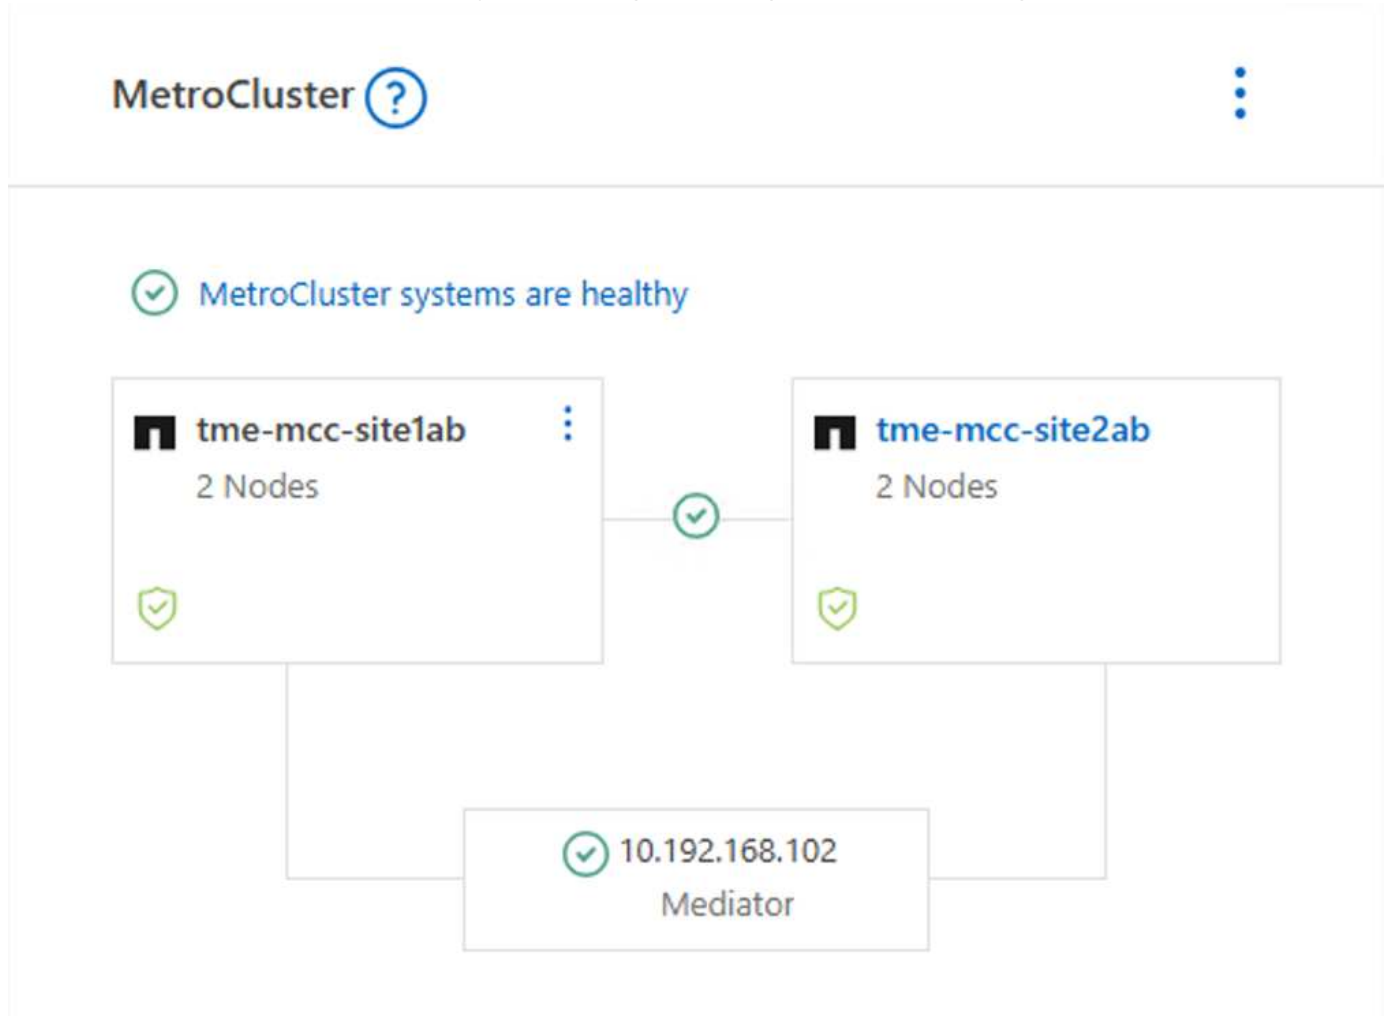 MetroCluster ?
MetroCluster systems are healthy
tme-mcc-site1ab
2 Nodes
tme-mcc-site2ab
2 Nodes
10.192.168.102
Mediator